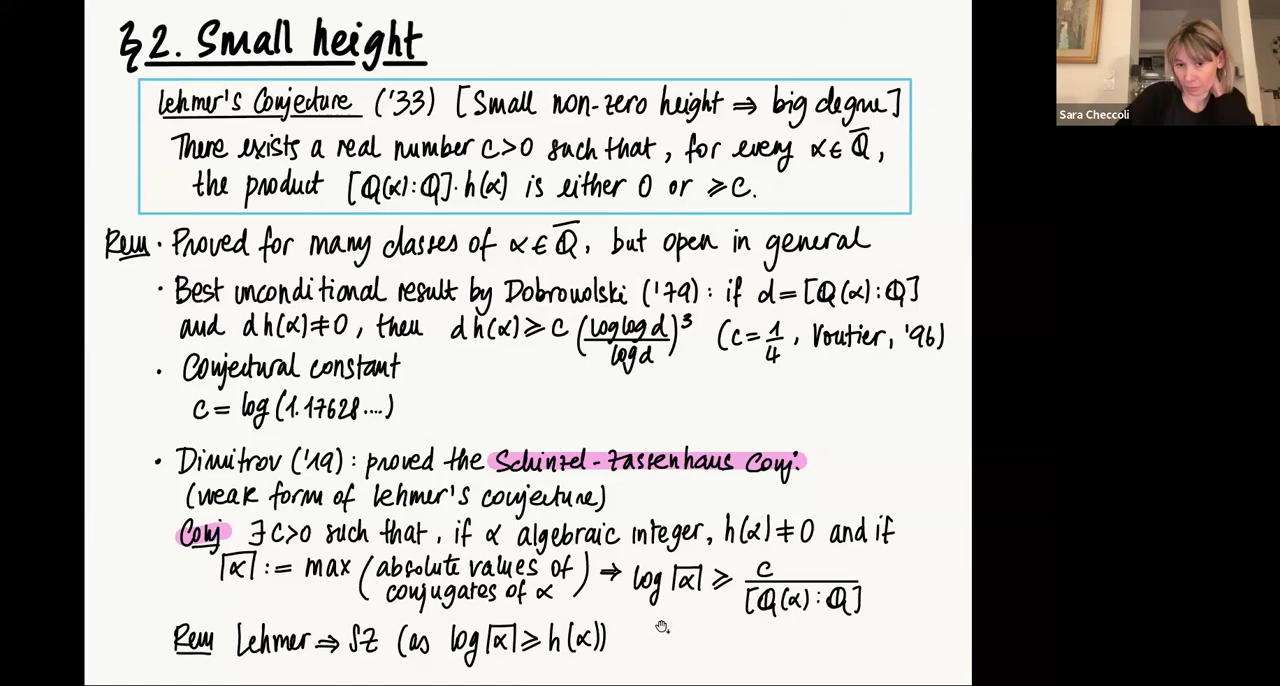 §2. Small height
Lehmer's Conjecture ('33) [Small non-zero height ⇒ big degree]
There exists a real number c>0 such that, for every α∈Q̅,
the product [Q(α):Q]·h(α) is either 0 or ≥c.
Rem · Proved for many classes of α∈Q̅, but open in general
· Best unconditional result by Dobrowolski ('79): if d=[Q(α):Q]
and dh(α)≠0, then dh(α)≥c(loglogd/logd)³ (c=1/4, Voutier, '96)
· Conjectural constant
c=log(1.17628....)
· Dimitrov ('19): proved the Schinzel-Zassenhaus Conj.
(weak form of Lehmer's conjecture)
Conj ∃c>0 such that, if α algebraic integer, h(α)≠0 and if
|α̅| := max (absolute values of conjugates of α) ⇒ log|α̅| ≥ c/[Q(α):Q]
Rem Lehmer ⇒ SZ (as log|α̅|≥h(α))
Sara Checcoli